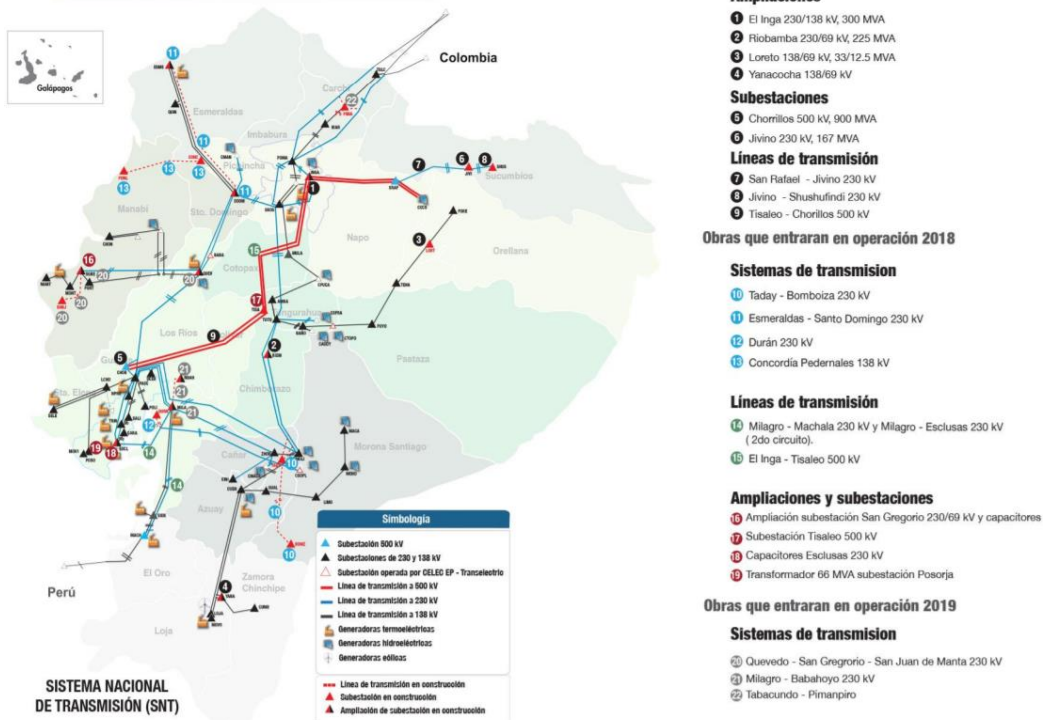 Galápagos
Colombia
Carchi
Esmeraldas
Imbabura
Pichincha
Sucumbíos
Manabí
Sto. Domingo
Napo
Orellana
Cotopaxi
Los Ríos
Pastaza
Chimborazo
Morona Santiago
Cañar
Azuay
El Oro
Perú
Zamora
Chinchipe
Loja
SISTEMA NACIONAL
DE TRANSMISIÓN (SNT)
Simbología
Subestación 500 kV
Subestaciones de 230 y 138 kV
Subestación operada por CELEC EP - Transelectric
Línea de transmisión a 500 kV
Línea de transmisión a 230 kV
Línea de transmisión a 138 kV
Generadoras termoeléctricas
Generadoras hidroeléctricas
Generadoras eólicas
Línea de transmisión en construcción
Subestación en construcción
Ampliación de subestación en construcción
Ampliaciones
1 El Inga 230/138 kV, 300 MVA
2 Riobamba 230/69 kV, 225 MVA
3 Loreto 138/69 kV, 33/12.5 MVA
4 Yanacocha 138/69 kV
Subestaciones
5 Chorrillos 500 kV, 900 MVA
6 Jivino 230 kV, 167 MVA
Líneas de transmisión
7 San Rafael - Jivino 230 kV
8 Jivino - Shushufindi 230 kV
9 Tisaleo - Chorillos 500 kV
Obras que entraran en operación 2018
Sistemas de transmision
10 Taday - Bomboiza 230 kV
11 Esmeraldas - Santo Domingo 230 kV
12 Durán 230 kV
13 Concordía Pedernales 138 kV
Líneas de transmisión
14 Milagro - Machala 230 kV y Milagro - Esclusas 230 kV
( 2do circuito).
15 El Inga - Tisaleo 500 kV
Ampliaciones y subestaciones
16 Ampliación subestación San Gregorio 230/69 kV y capacitores
17 Subestación Tisaleo 500 kV
18 Capacitores Esclusas 230 kV
19 Transformador 66 MVA subestación Posorja
Obras que entraran en operación 2019
Sistemas de transmision
20 Quevedo - San Gregrorio - San Juan de Manta 230 kV
21 Milagro - Babahoyo 230 kV
22 Tabacundo - Pimanpiro